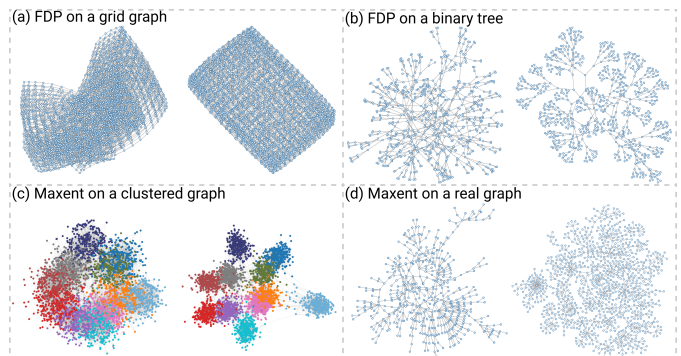 (a) FDP on a grid graph
(b) FDP on a binary tree
(c) Maxent on a clustered graph
(d) Maxent on a real graph